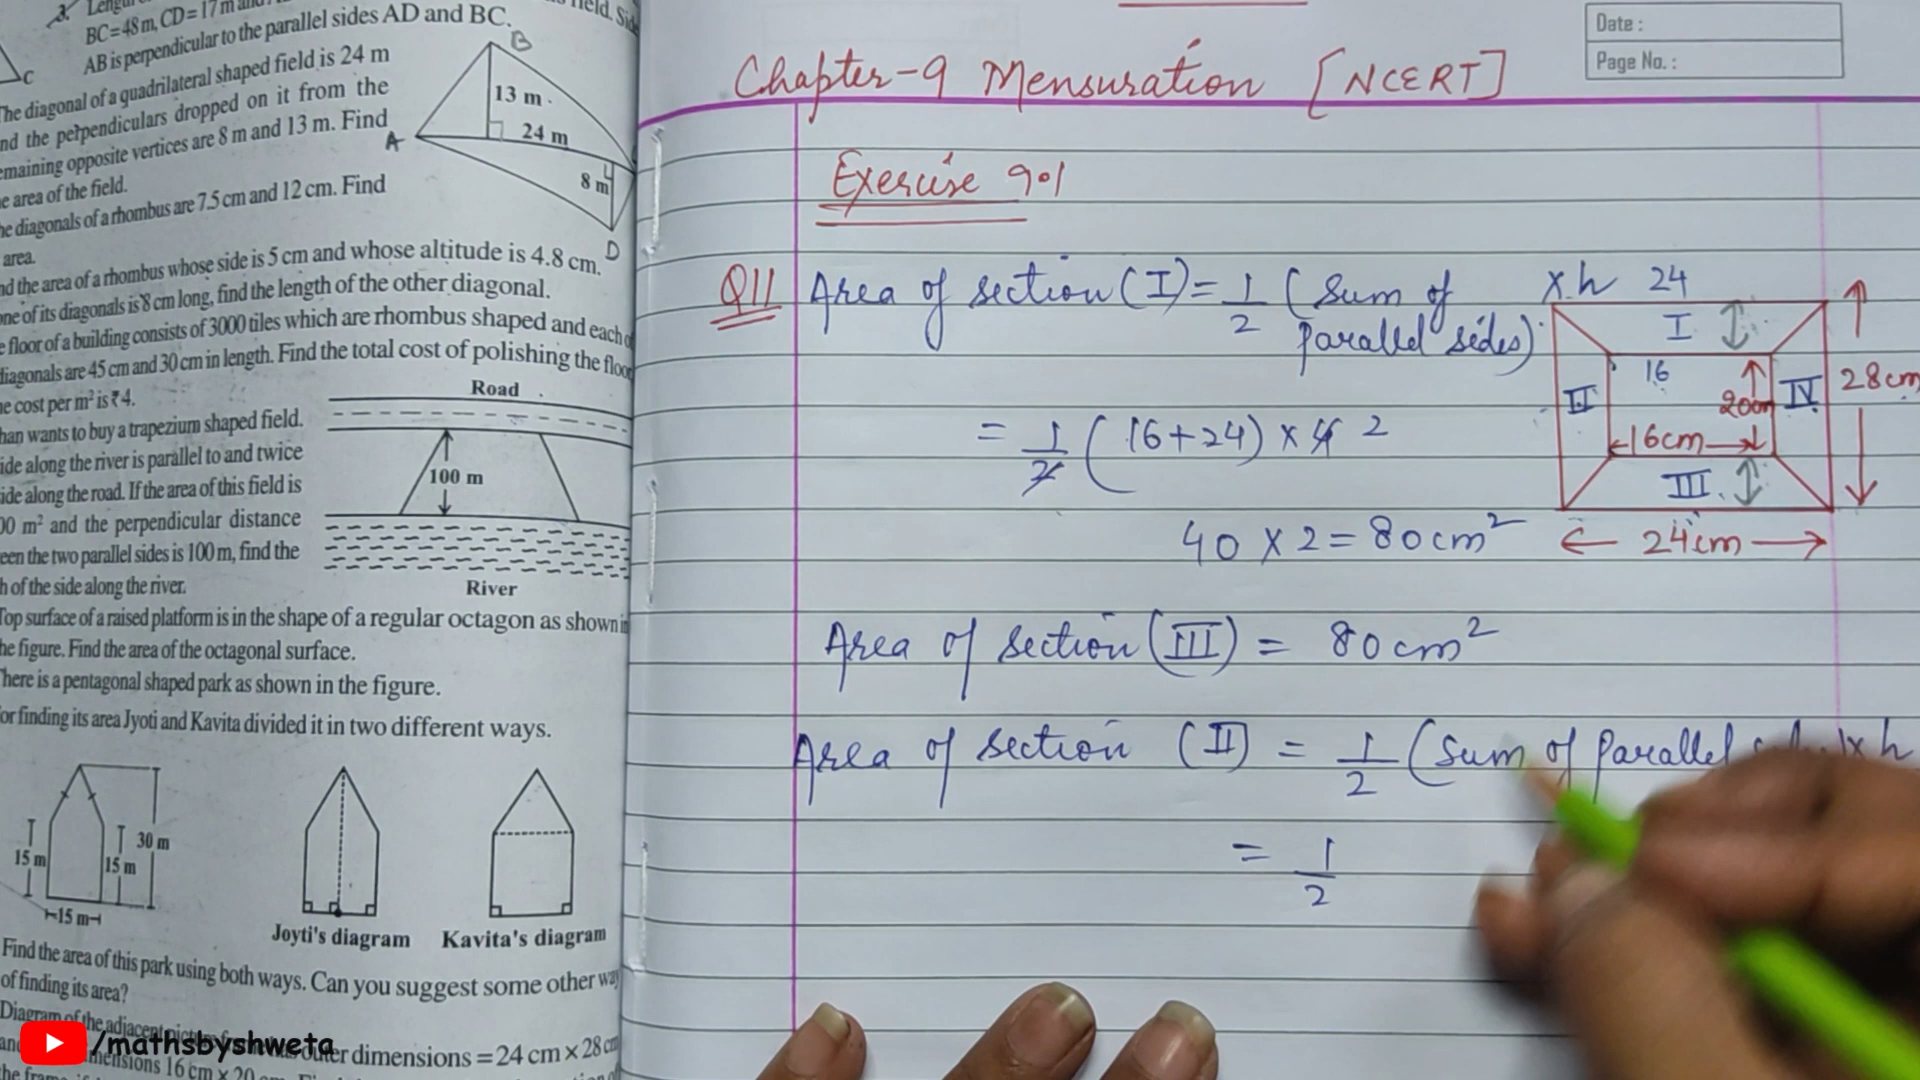 BC = 48 m, CD = 17 m
AB is perpendicular to the parallel sides AD and BC.
The diagonal of a quadrilateral shaped field is 24 m
and the perpendiculars dropped on it from the
remaining opposite vertices are 8 m and 13 m. Find
the area of the field.
The diagonals of a rhombus are 7.5 cm and 12 cm. Find
area.
Find the area of a rhombus whose side is 5 cm and whose altitude is 4.8 cm.
one of its diagonals is 8 cm long, find the length of the other diagonal.
floor of a building consists of 3000 tiles which are rhombus shaped and each of
diagonals are 45 cm and 30 cm in length. Find the total cost of polishing the floor
cost per m² is ₹ 4.
wants to buy a trapezium shaped field.
side along the river is parallel to and twice
side along the road. If the area of this field is
m² and the perpendicular distance
between the two parallel sides is 100 m, find the
of the side along the river.
Top surface of a raised platform is in the shape of a regular octagon as shown in
the figure. Find the area of the octagonal surface.
There is a pentagonal shaped park as shown in the figure.
For finding its area Jyoti and Kavita divided it in two different ways.
C
B
13 m
24 m
A
8 m
D
Road
100 m
River
30 m
15 m
15 m
15 m
Joyti's diagram
Kavita's diagram
Find the area of this park using both ways. Can you suggest some other way
of finding its area?
Diagram of the adjacent
outer dimensions = 24 cm × 28 cm
16 cm × 20
/mathsbyshweta
Date :
Page No. :
Chapter-9 Mensuration [NCERT]
Exercise 9.1
Q11 Area of section (I) = 1/2 (Sum of parallel sides) × h
= 1/2 (16+24) × 4 2
40 × 2 = 80 cm²
Area of section (III) = 80 cm²
Area of section (II) = 1/2 (Sum of Parallel × h
= 1/2
24
I
16
II
20cm
IV
28cm
16cm
III
24cm